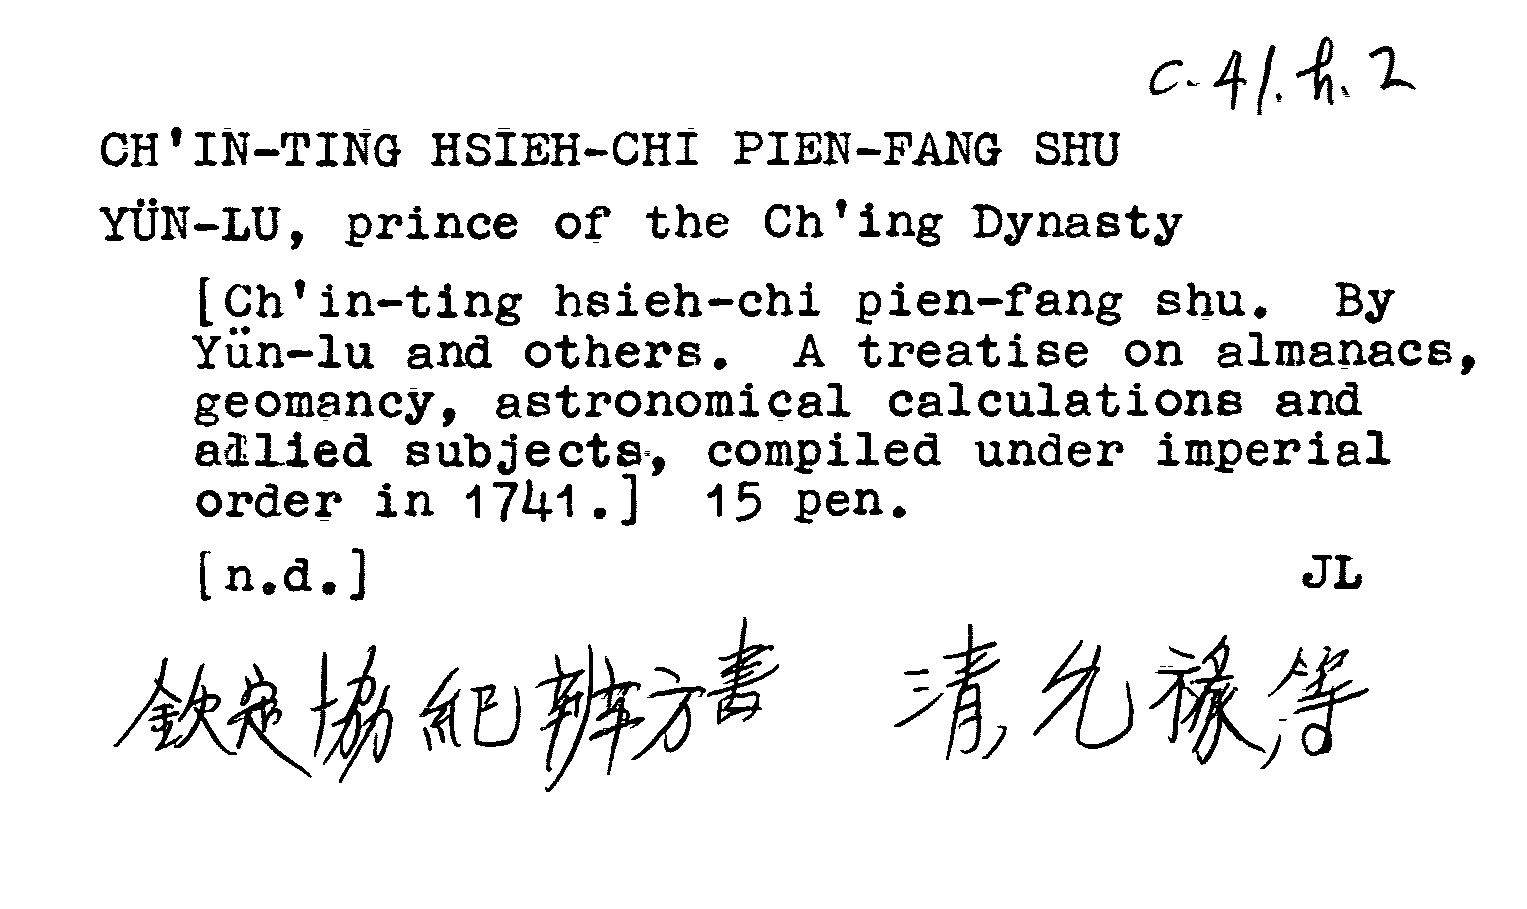 c.41.h.2
CH'IN-TING HSIEH-CHI PIEN-FANG SHU
YÜN-LU, prince of the Ch'ing Dynasty
[Ch'in-ting hsieh-chi pien-fang shu. By
Yün-lu and others. A treatise on almanacs,
geomancy, astronomical calculations and
allied subjects, compiled under imperial
order in 1741.] 15 pen.
[n.d.] JL
欽定協紀辨方書 清,允祿,等